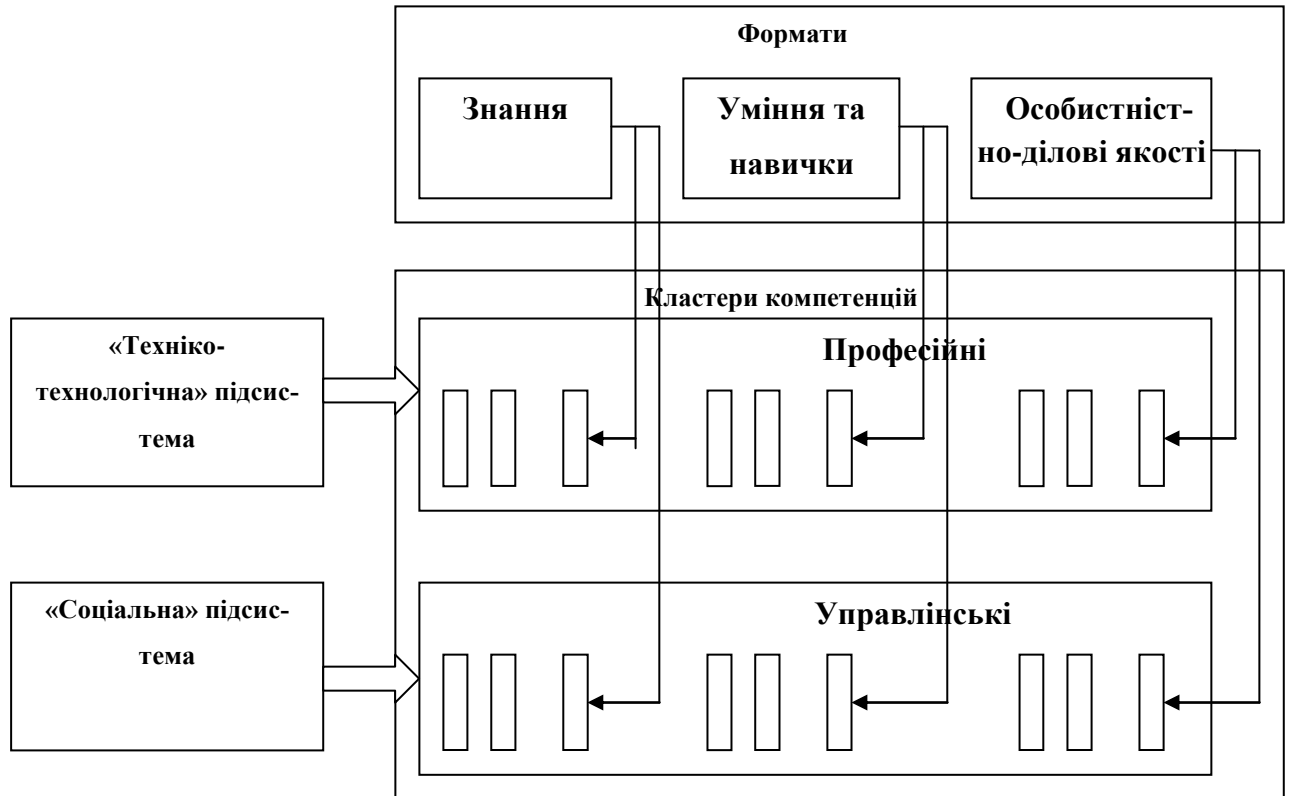 Формати
Знання
Уміння та
навички
Особистніст-
но-ділові якості
Кластери компетенцій
«Техніко-
технологічна» підсис-
тема
Професійні
«Соціальна» підсис-
тема
Управлінські